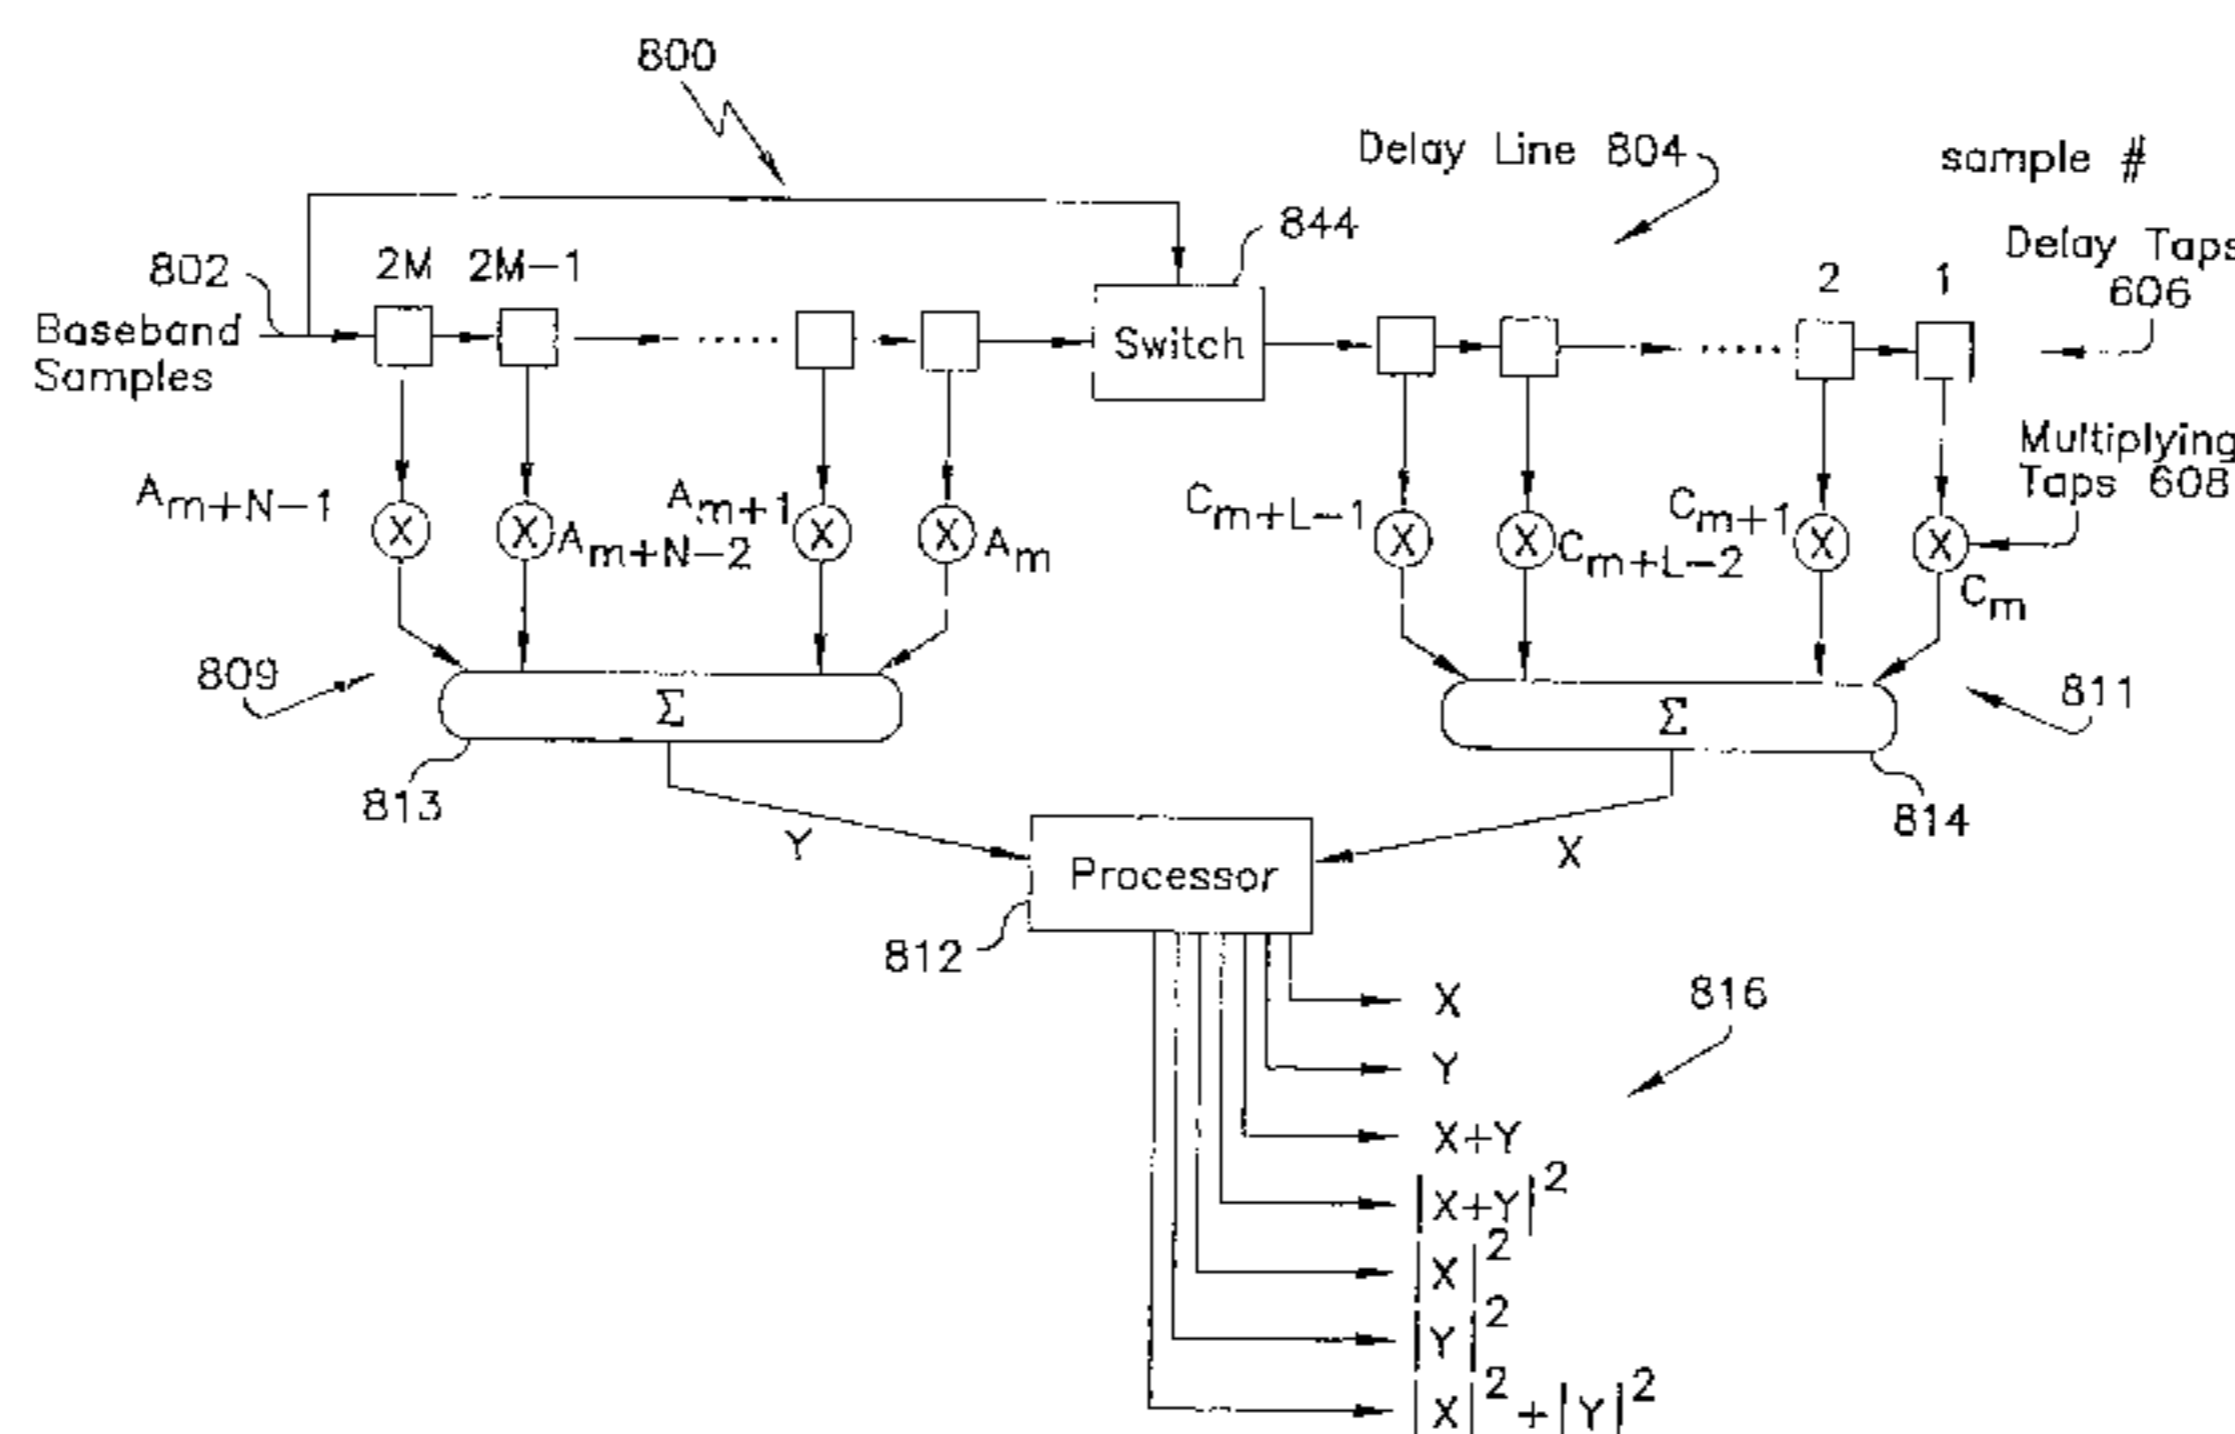 800
Delay Line 804
sample #
844
Delay Taps
606
802
2M
2M-1
2
1
Baseband
Samples
Switch
Multiplying
Taps 608
Am+N-1
X
X
Am+N-2
Am+1
X
X
Am
Cm+L-1
X
X
Cm+L-2
Cm+1
X
X
Cm
809
Σ
Σ
811
813
814
Y
X
Processor
812
816
X
Y
X+Y
|X+Y|²
|X|²
|Y|²
|X|²+|Y|²